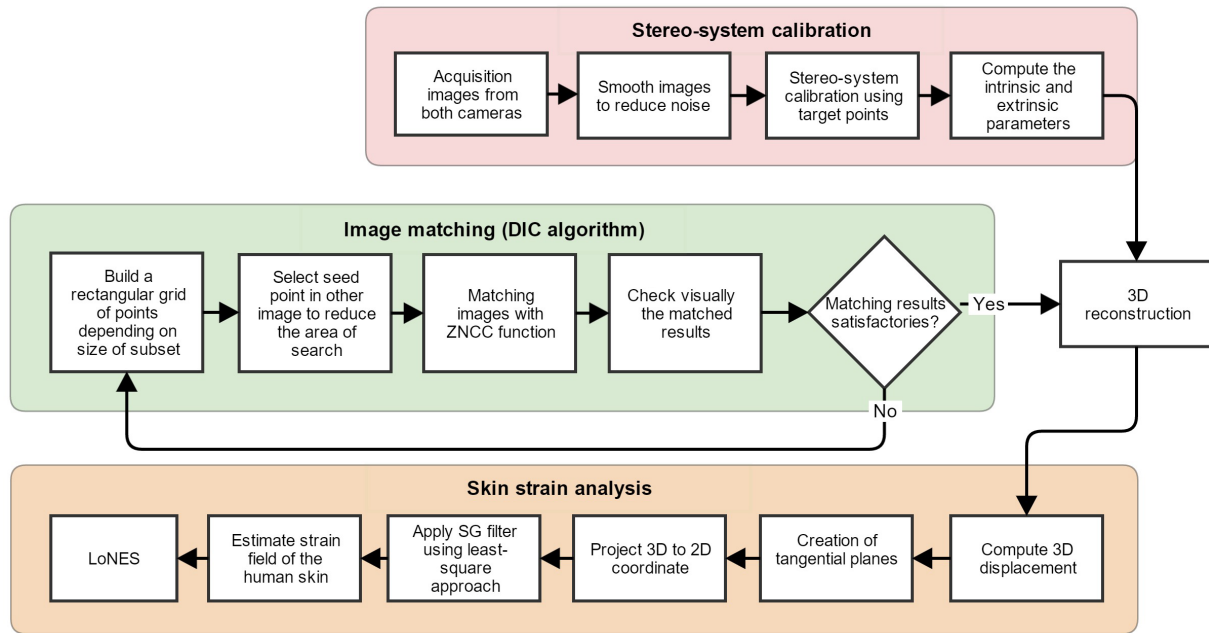 Stereo-system calibration
Acquisition
images from
both cameras
Smooth images
to reduce noise
Stereo-system
calibration using
target points
Compute the
intrinsic and
extrinsic
parameters
Image matching (DIC algorithm)
Build a
rectangular grid
of points
depending on
size of subset
Select seed
point in other
image to reduce
the area of
search
Matching
images with
ZNCC function
Check visually
the matched
results
Matching results
satisfactories?
Yes
No
3D
reconstruction
Skin strain analysis
LoNES
Estimate strain
field of the
human skin
Apply SG filter
using least-
square
approach
Project 3D to 2D
coordinate
Creation of
tangential planes
Compute 3D
displacement